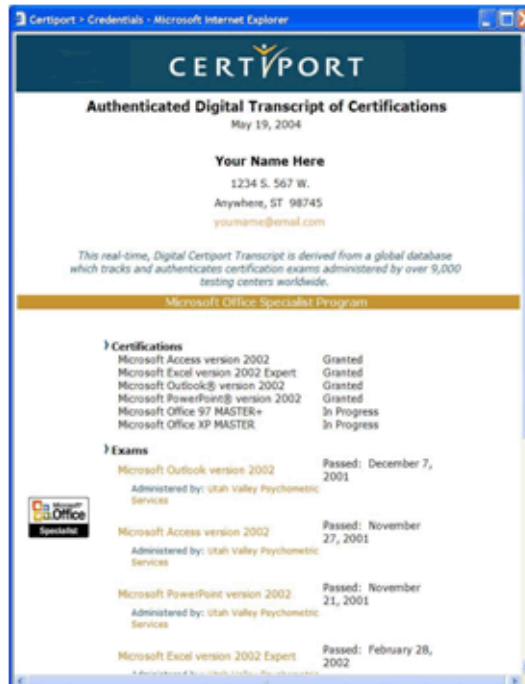 Certiport > Credentials - Microsoft Internet Explorer
CERTIPORT
Authenticated Digital Transcript of Certifications
May 19, 2004
Your Name Here
1234 S. 567 W.
Anywhere, ST 98745
yourname@email.com
This real-time, Digital Certiport Transcript is derived from a global database
which tracks and authenticates certification exams administered by over 9,000
testing centers worldwide.
Microsoft Office Specialist Program
Certifications
Microsoft Access version 2002 Granted
Microsoft Excel version 2002 Expert Granted
Microsoft Outlook® version 2002 Granted
Microsoft PowerPoint® version 2002 Granted
Microsoft Office 97 MASTER+ In Progress
Microsoft Office XP MASTER In Progress
Exams
Microsoft Outlook version 2002 Passed: December 7,
2001
Administered by: Utah Valley Psychometric
Services
Microsoft Office
Specialist
Microsoft Access version 2002 Passed: November
27, 2001
Administered by: Utah Valley Psychometric
Services
Microsoft PowerPoint version 2002 Passed: November
21, 2001
Administered by: Utah Valley Psychometric
Services
Microsoft Excel version 2002 Expert Passed: February 28,
2002